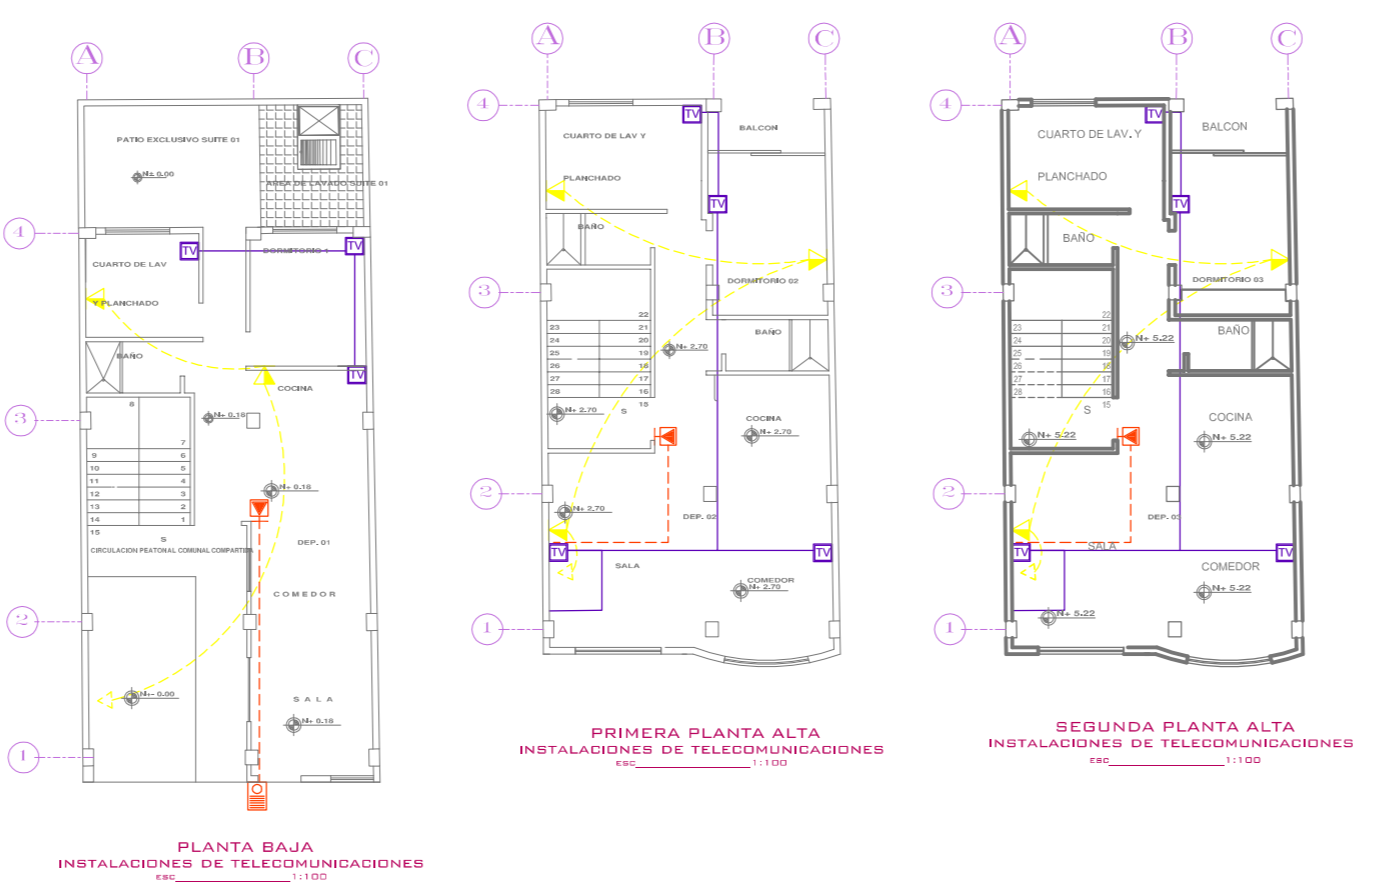 A B C
4
3
2
1
PATIO EXCLUSIVO SUITE 01
N± 0.00
AREA DE LAVADO SUITE 01
TV
TV
DORMITORIO 1
CUARTO DE LAV
Y PLANCHADO
BAÑO
TV
COCINA
8
N+ 0.18
7
9 6
10 5
11 4
12 3
13 2
14 1
15
S
N+ 0.18
CIRCULACION PEATONAL COMUNAL COMPARTIDA
DEP. 01
COMEDOR
N+- 0.00
SALA
N+ 0.18
PLANTA BAJA
INSTALACIONES DE TELECOMUNICACIONES
ESC 1:100
A B C
4
3
2
1
TV
CUARTO DE LAV Y
BALCON
PLANCHADO
TV
BAÑO
DORMITORIO 02
22
23 21
24 20
25 19
26 18
27 17
28 16
15
BAÑO
N+ 2.70
N+ 2.70
S
COCINA
N+ 2.70
N+ 2.70
DEP. 02
TV
TV
SALA
COMEDOR
N+ 2.70
PRIMERA PLANTA ALTA
INSTALACIONES DE TELECOMUNICACIONES
ESC 1:100
A B C
4
3
2
1
TV
CUARTO DE LAV. Y
BALCON
PLANCHADO
TV
BAÑO
DORMITORIO 03
22
23 21
24 20
25 19
26 18
27 17
28 16
15
BAÑO
N+ 5.22
S
COCINA
N+ 5.22
N+ 5.22
DEP. 03
SALA
TV
TV
COMEDOR
N+ 5.22
N+ 5.22
SEGUNDA PLANTA ALTA
INSTALACIONES DE TELECOMUNICACIONES
ESC 1:100